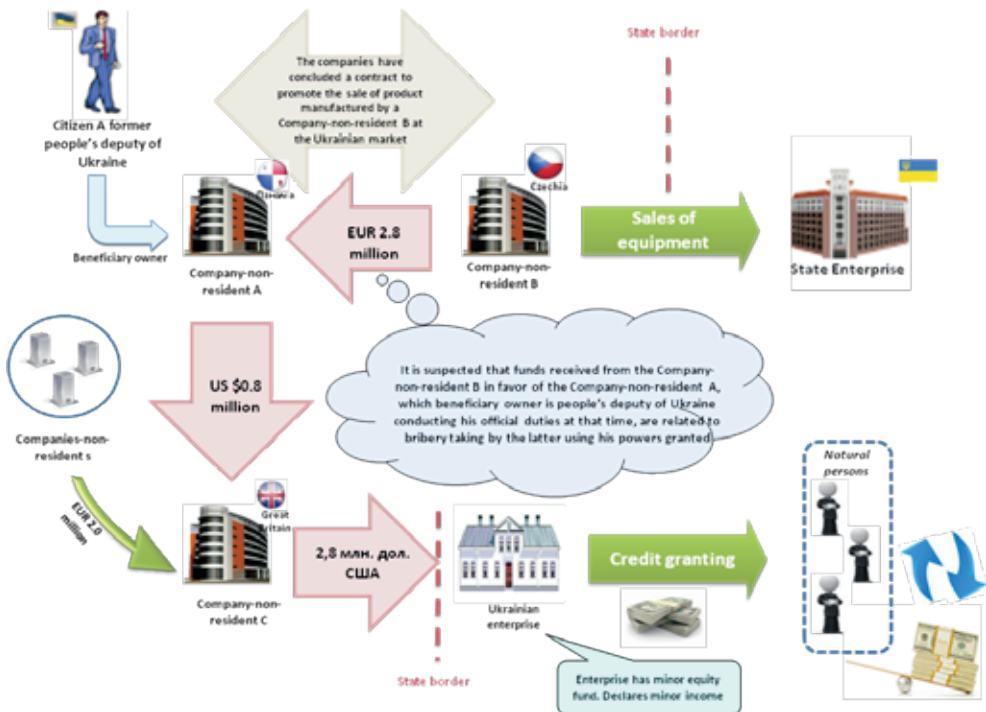 State border
The companies have
concluded a contract to
promote the sale of product
manufactured by a
Company-non-resident B at
the Ukrainian market
Citizen A former
people's deputy of
Ukraine
Czechia
EUR 2.8
million
Sales of
equipment
Beneficiary owner
Company-non-
resident A
Company-non-
resident B
State Enterprise
It is suspected that funds received from the Company-
non-resident B in favor of the Company-non-resident A,
which beneficiary owner is people's deputy of Ukraine
conducting his official duties at that time, are related to
bribery taking by the latter using his powers granted
US $0.8
million
Companies-non-
resident s
EUR 2.0
million
Natural
persons
Great
Britain
2,8 млн. дол.
США
Credit granting
Company-non-
resident C
Ukrainian
enterprise
State border
Enterprise has minor equity
fund. Declares minor income